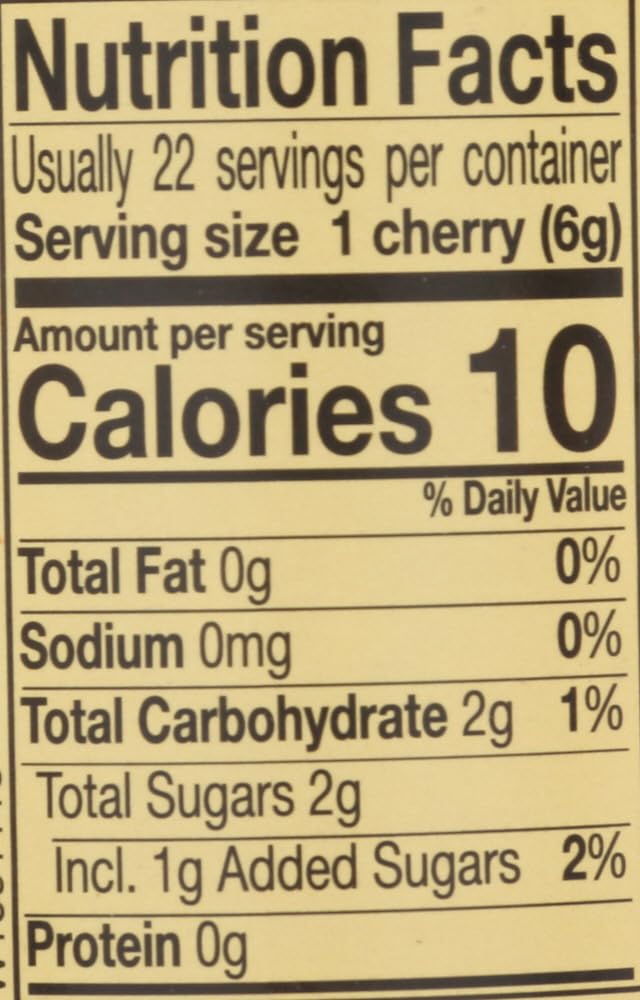 Nutrition Facts
Usually 22 servings per container
Serving size 1 cherry (6g)
Amount per serving
Calories 10
% Daily Value
Total Fat 0g 0%
Sodium 0mg 0%
Total Carbohydrate 2g 1%
Total Sugars 2g
Incl. 1g Added Sugars 2%
Protein 0g